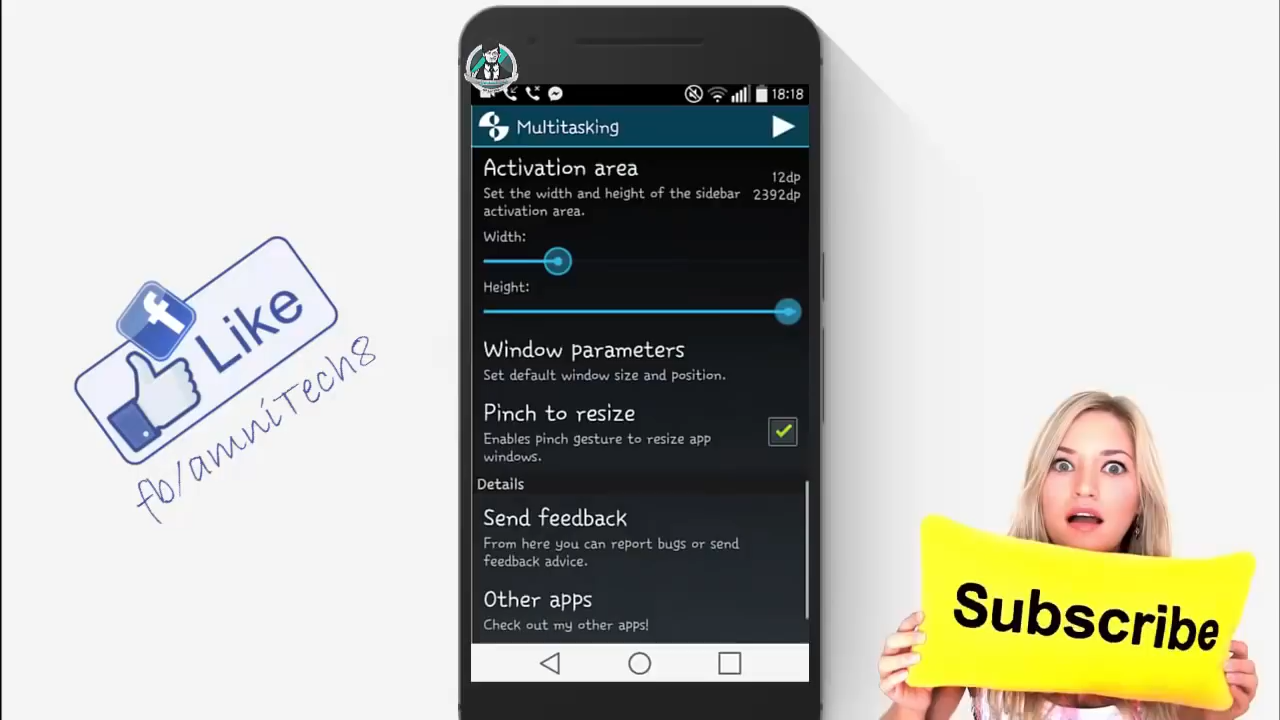 18:18
Multitasking
Activation area
12dp
Set the width and height of the sidebar
2392dp
activation area.
Width:
Height:
Window parameters
Set default window size and position.
Pinch to resize
Enables pinch gesture to resize app
windows.
Details
Send feedback
From here you can report bugs or send
feedback advice.
Other apps
Check out my other apps!
f Like
fb/amniTech8
Subscribe